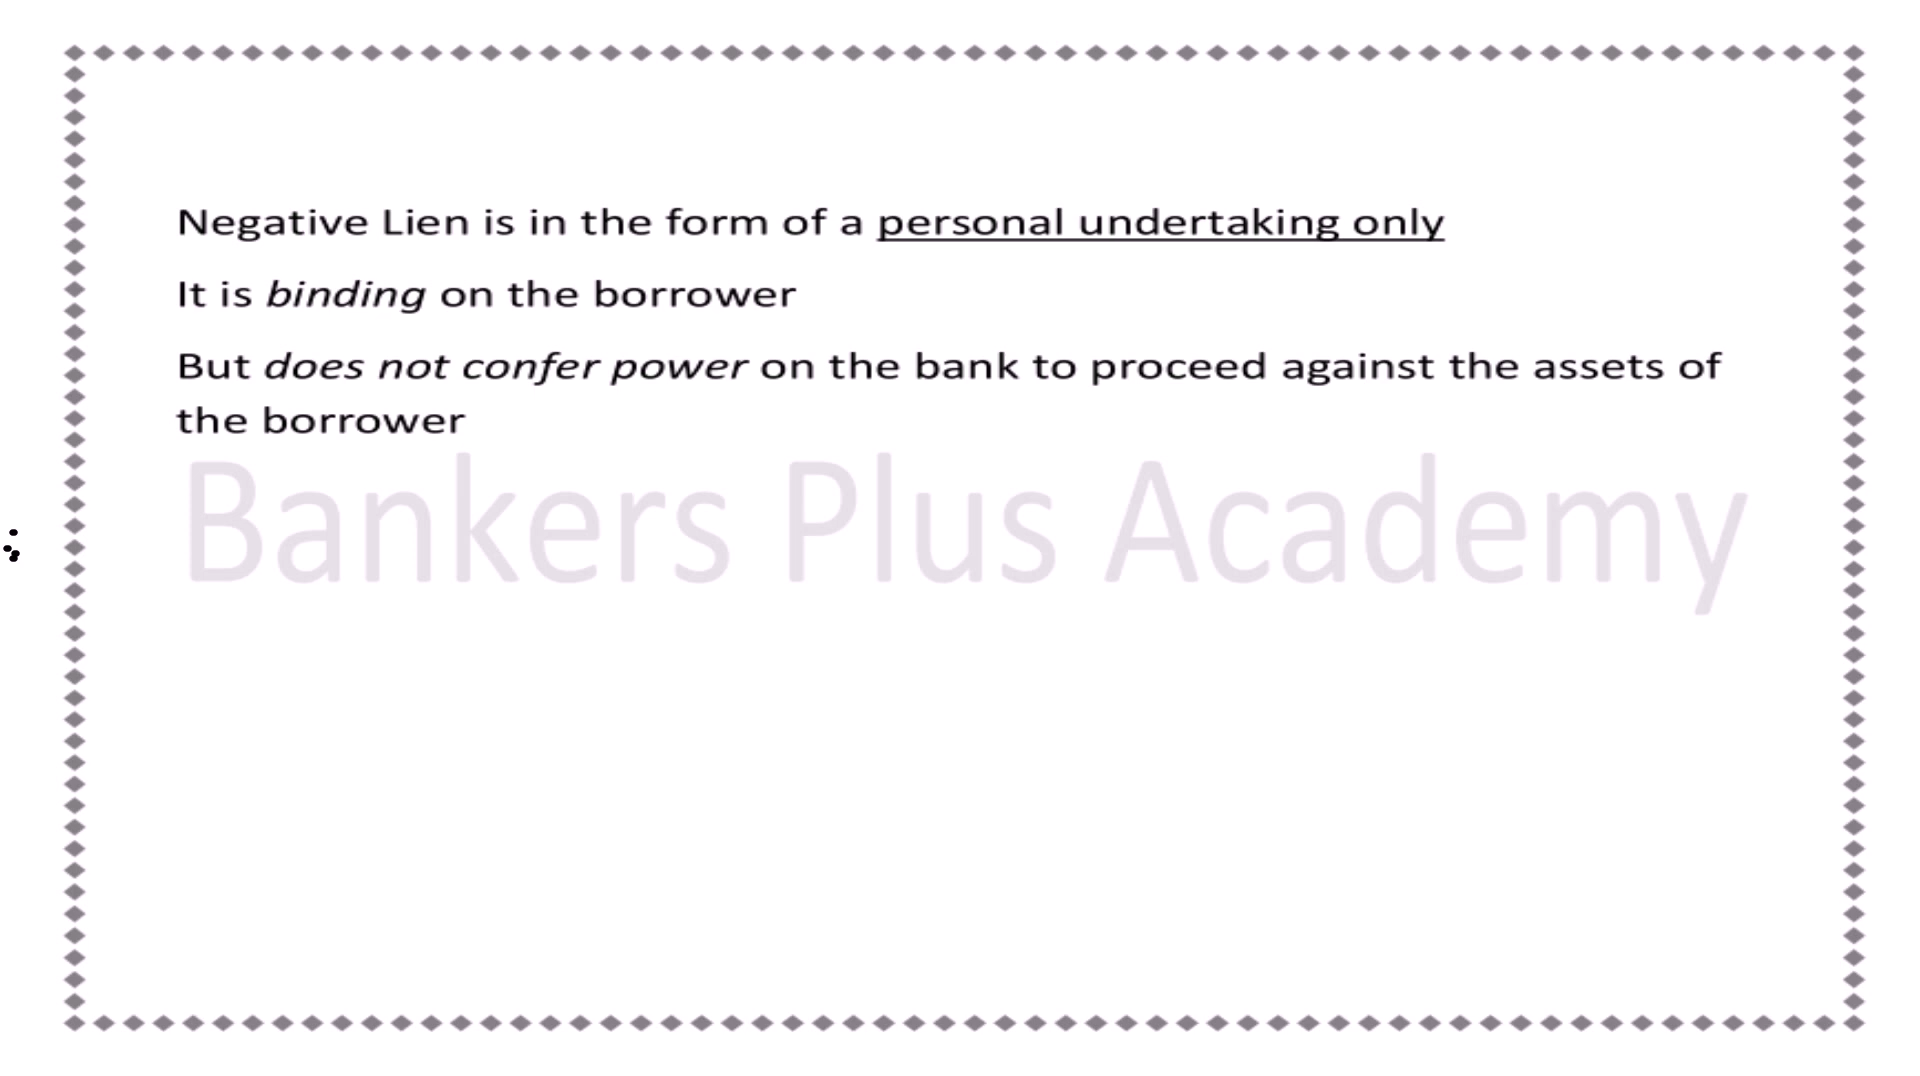 Negative Lien is in the form of a personal undertaking only
It is binding on the borrower
But does not confer power on the bank to proceed against the assets of
the borrower
Bankers Plus Academy